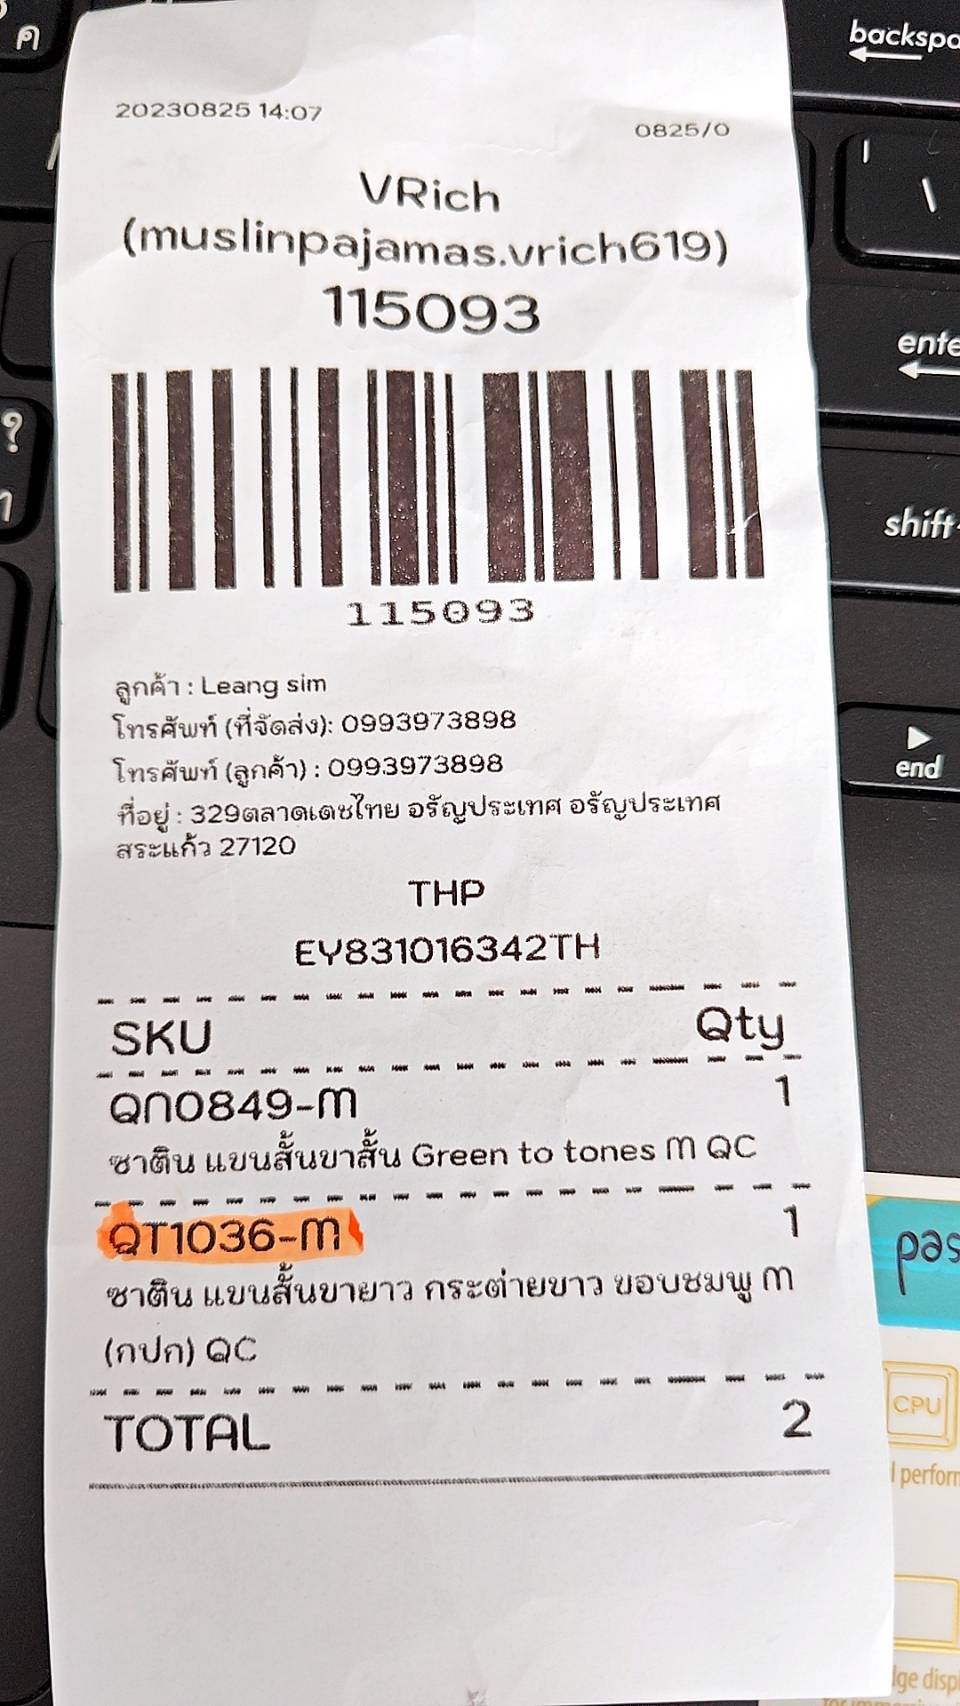 20230825 14:07
0825/0
VRich
(muslinpajamas.vrich619)
115093
115093
ลูกค้า : Leang sim
โทรศัพท์ (ที่จัดส่ง): 0993973898
โทรศัพท์ (ลูกค้า) : 0993973898
ที่อยู่ : 329ตลาดเดชไทย อรัญประเทศ อรัญประเทศ
สระแก้ว 27120
THP
EY831016342TH
SKU Qty
QN0849-M 1
ซาติน แขนสั้นขาสั้น Green to tones M QC
QT1036-M 1
ซาติน แขนสั้นขายาว กระต่ายขาว ขอบชมพู M
(กปก) QC
TOTAL 2
ค
backspa
\
ente
?
shift
end
pas
CPU
l perform
dge displ